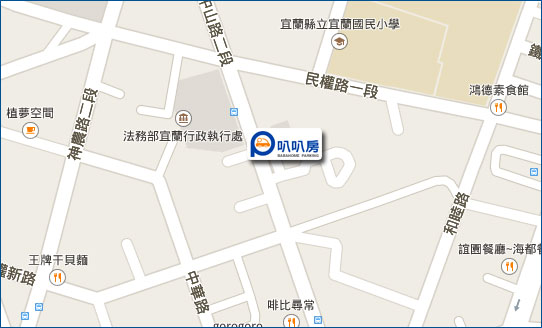 中山路二段
宜蘭縣立宜蘭國民小學
民權路一段
鴻德素食館
植夢空間
神農路二段
法務部宜蘭行政執行處
叭叭房
BABAHOME PARKING
和睦路
誼園餐廳~海都餐
王牌干貝麵
權新路
中華路
啡比尋常
gorogoro